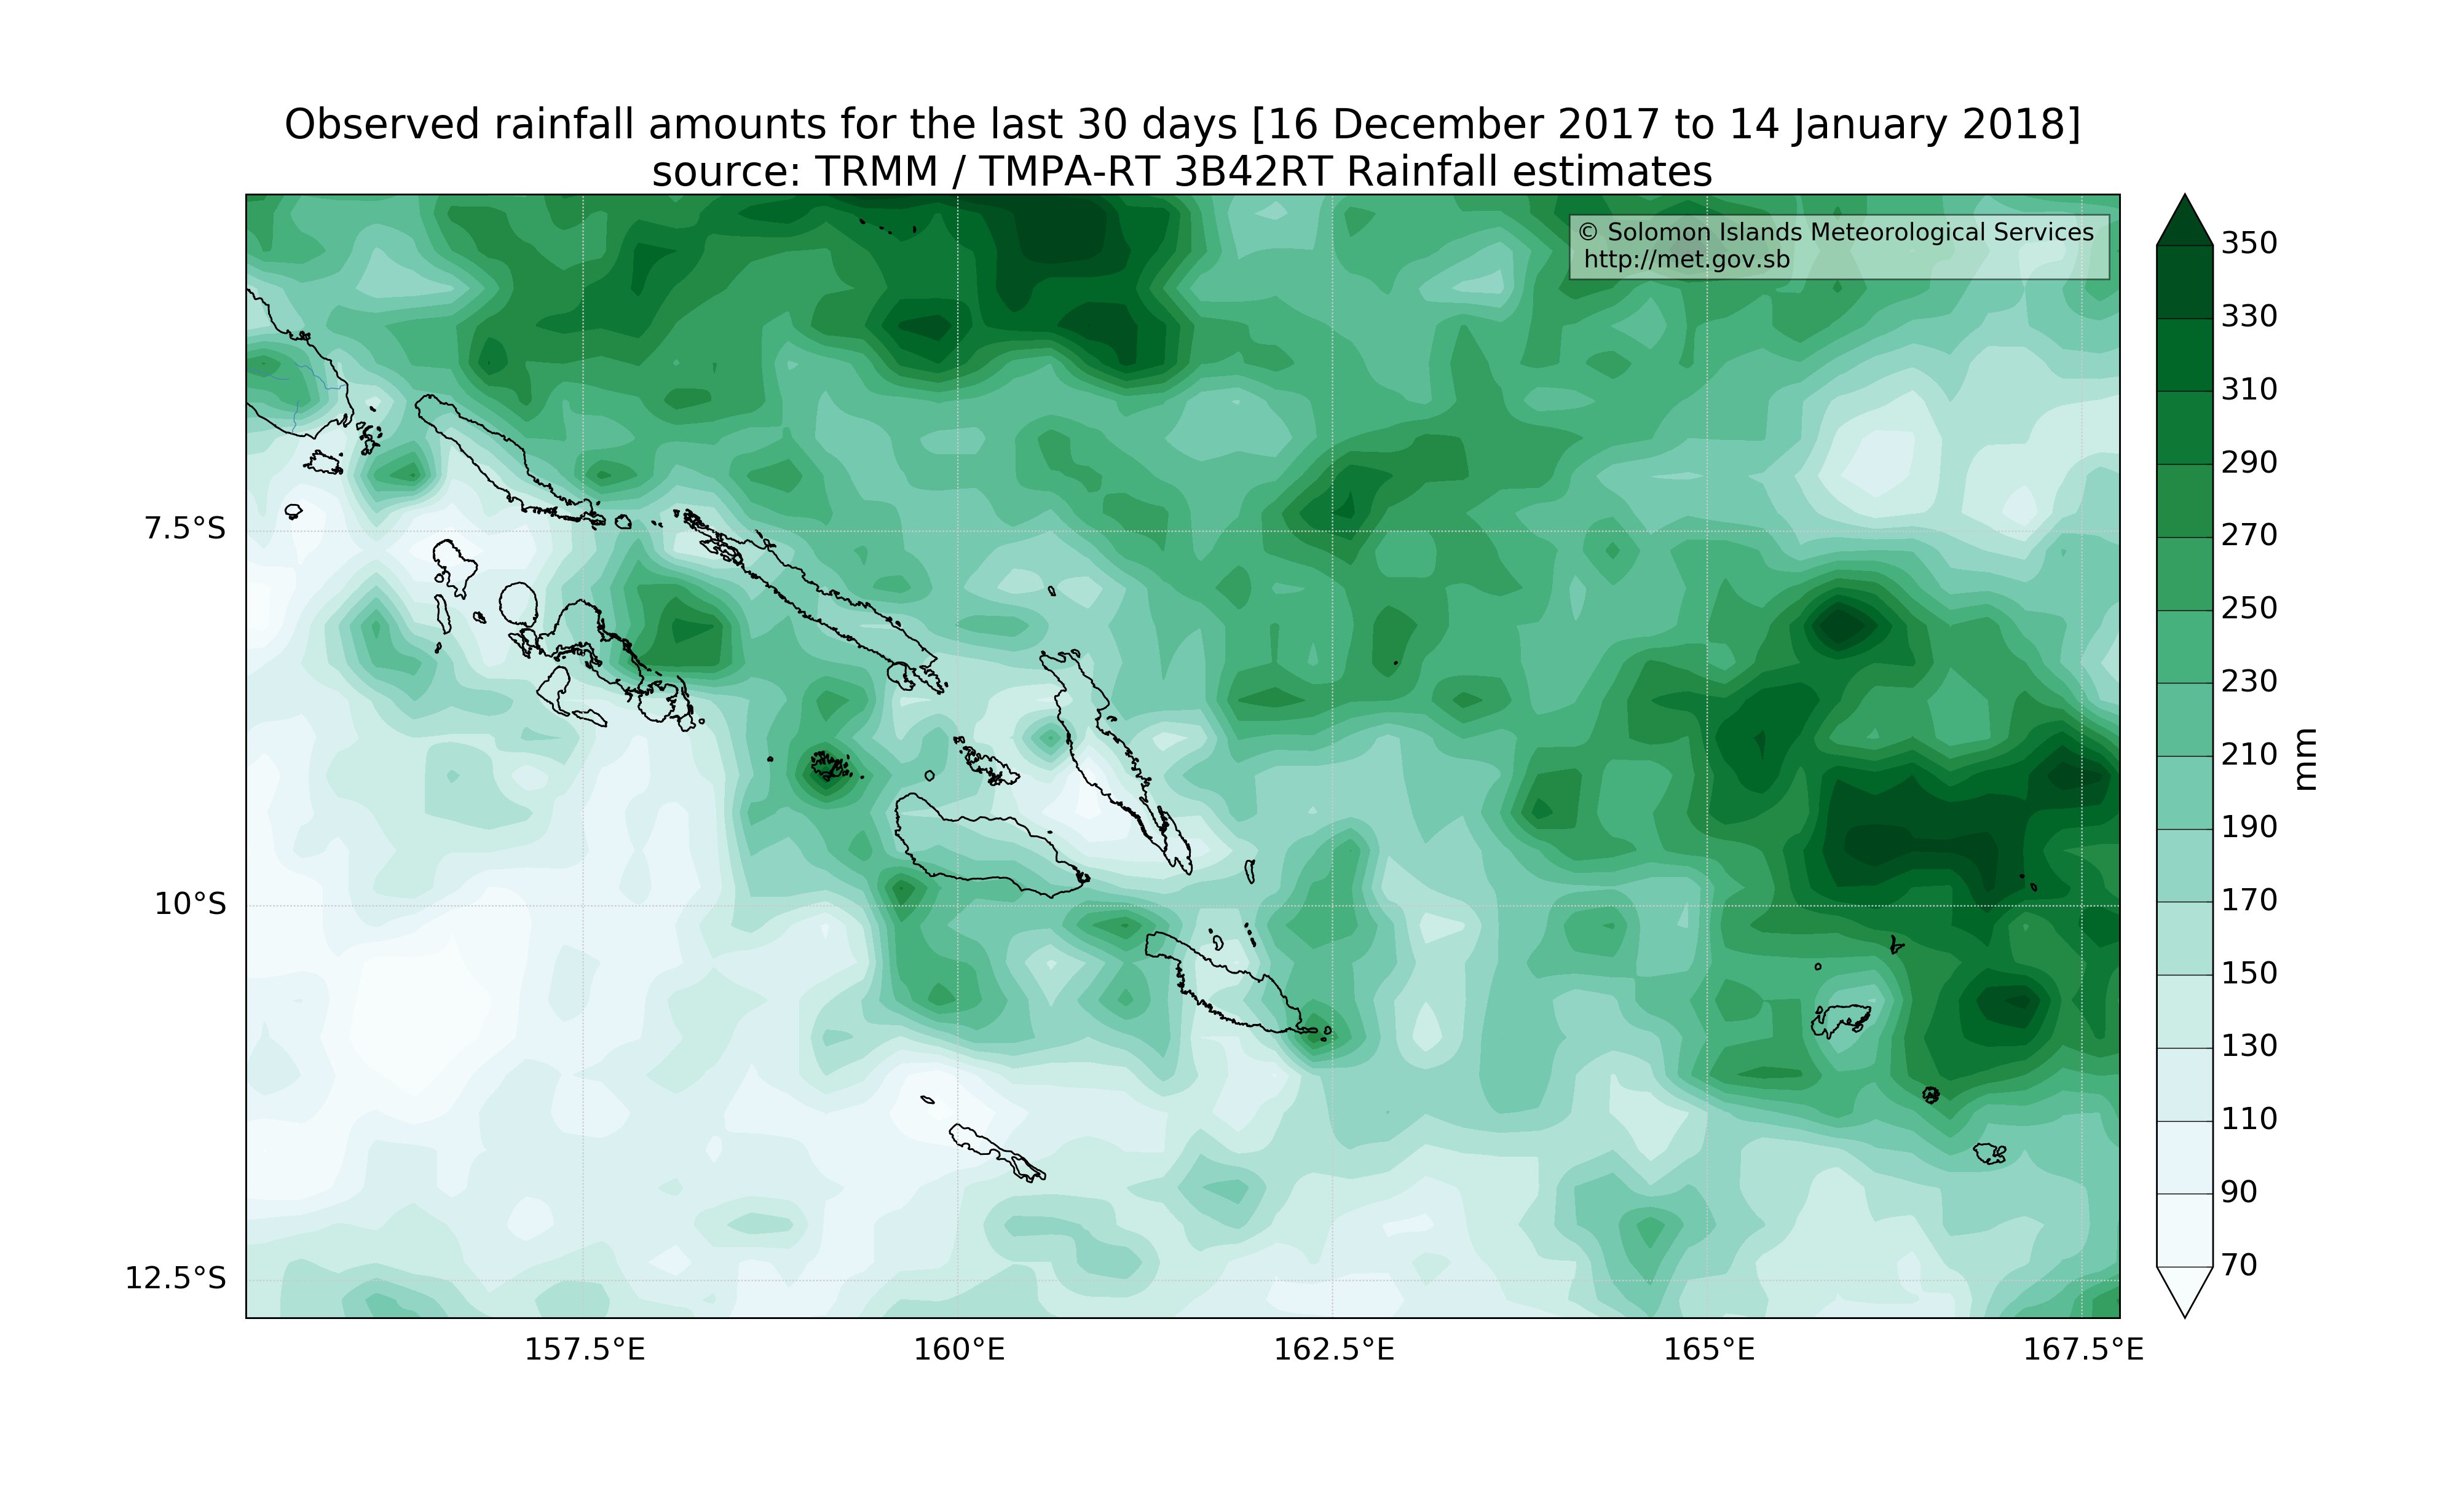 Observed rainfall amounts for the last 30 days [16 December 2017 to 14 January 2018]
source: TRMM / TMPA-RT 3B42RT Rainfall estimates
© Solomon Islands Meteorological Services
http://met.gov.sb
7.5°S
10°S
12.5°S
157.5°E
160°E
162.5°E
165°E
167.5°E
350
330
310
290
270
250
230
210
190
170
150
130
110
90
70
mm